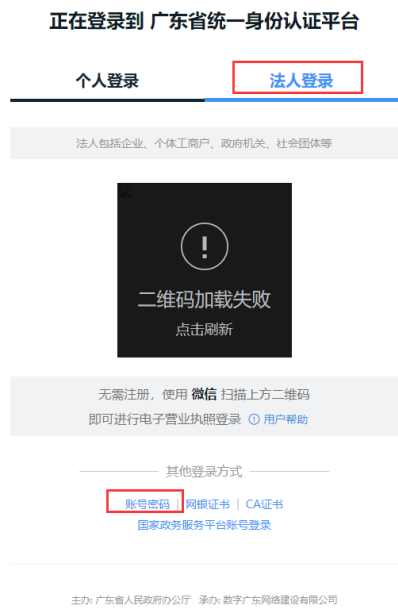 正在登录到 广东省统一身份认证平台
个人登录 法人登录
法人包括企业、个体工商户、政府机关、社会团体等
!
二维码加载失败
点击刷新
无需注册，使用 微信 扫描上方二维码
即可进行电子营业执照登录 用户帮助
其他登录方式
账号密码 | 网银证书 | CA证书
国家政务服务平台账号登录
主办: 广东省人民政府办公厅 承办: 数字广东网络建设有限公司